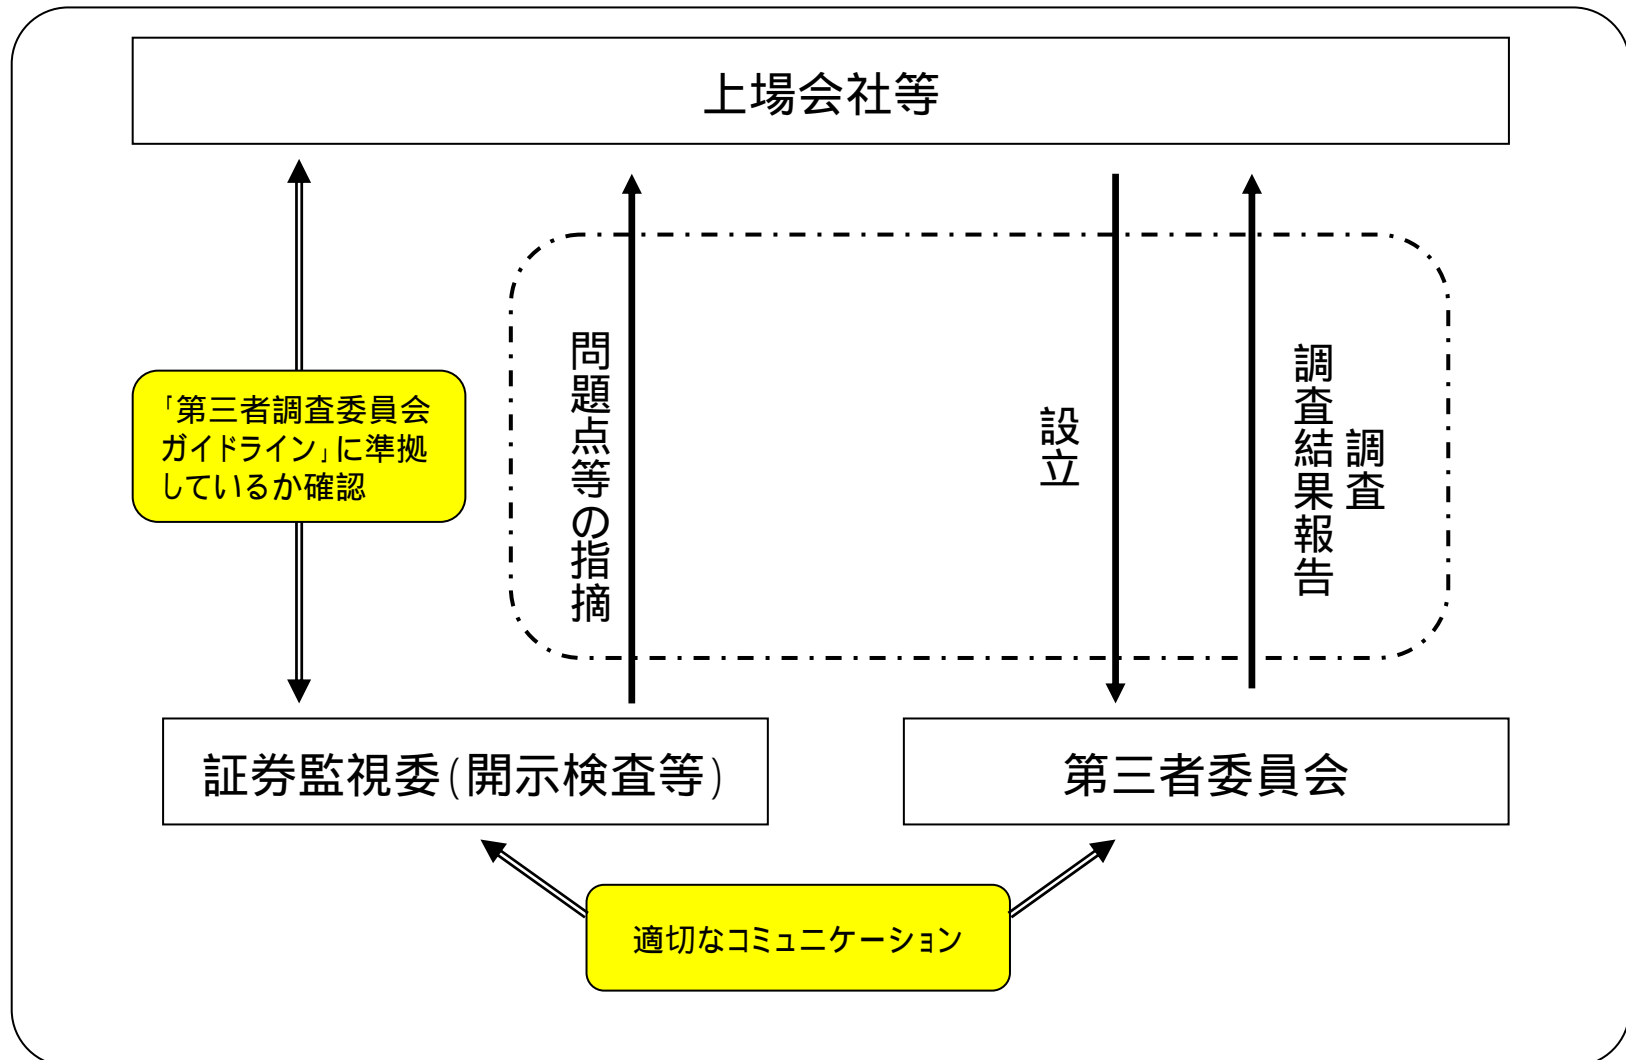 上場会社等
「第三者調査委員会
ガイドライン」に準拠
しているか確認
問題点等の指摘
設立
調査
調査結果報告
証券監視委(開示検査等)
第三者委員会
適切なコミュニケーション